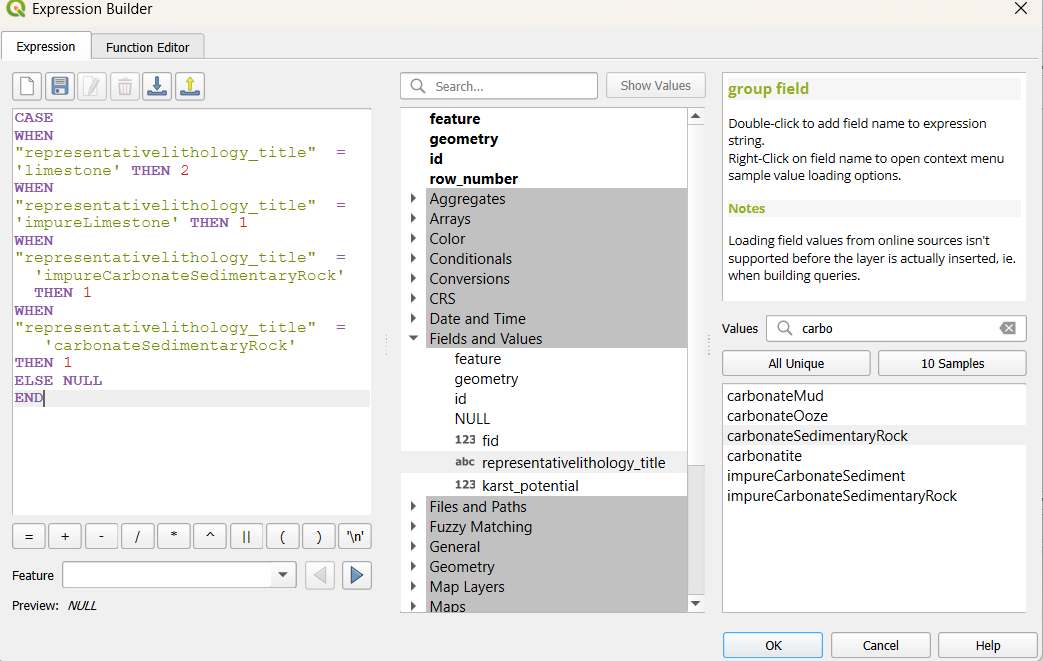 Expression Builder
Expression
Function Editor
CASE
WHEN
"representativelithology_title"  =
'limestone' THEN 2
WHEN
"representativelithology_title"  =
'impureLimestone' THEN 1
WHEN
"representativelithology_title"  =
'impureCarbonateSedimentaryRock'
THEN 1
WHEN
"representativelithology_title"  =
'carbonateSedimentaryRock'
THEN 1
ELSE NULL
END
= + - / * ^ || ( ) '\n'
Feature
Preview: NULL
Search...
Show Values
feature
geometry
id
row_number
Aggregates
Arrays
Color
Conditionals
Conversions
CRS
Date and Time
Fields and Values
feature
geometry
id
NULL
123 fid
abc representativelithology_title
123 karst_potential
Files and Paths
Fuzzy Matching
General
Geometry
Map Layers
Maps
group field
Double-click to add field name to expression
string.
Right-Click on field name to open context menu
sample value loading options.
Notes
Loading field values from online sources isn't
supported before the layer is actually inserted, ie.
when building queries.
Values carbo
All Unique
10 Samples
carbonateMud
carbonateOoze
carbonateSedimentaryRock
carbonatite
impureCarbonateSediment
impureCarbonateSedimentaryRock
OK
Cancel
Help